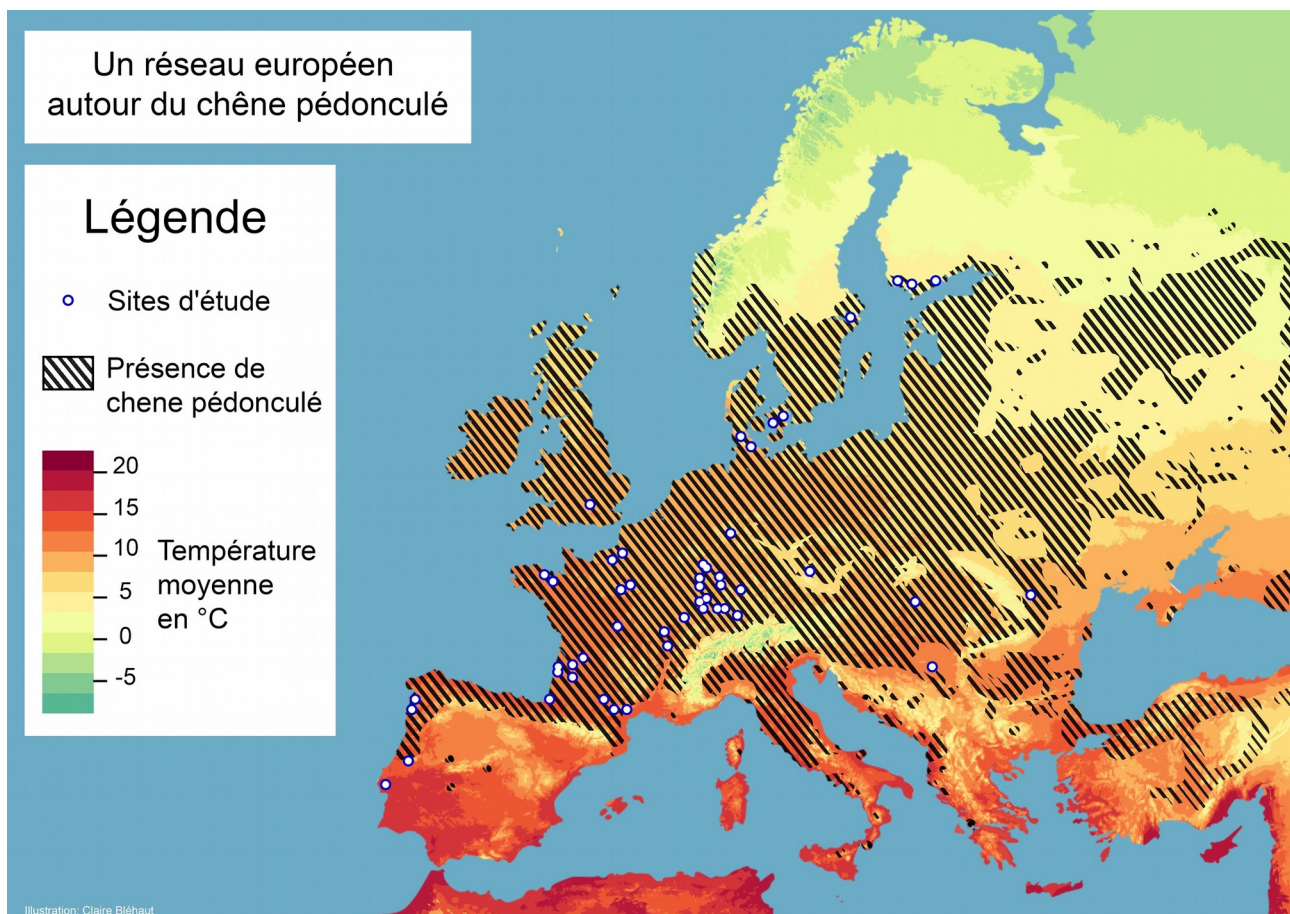 Un réseau européen
autour du chêne pédonculé
Légende
Sites d'étude
Présence de
chene pédonculé
20
15
10
5
0
-5
Température
moyenne
en °C
Illustration: Claire Bléhaut